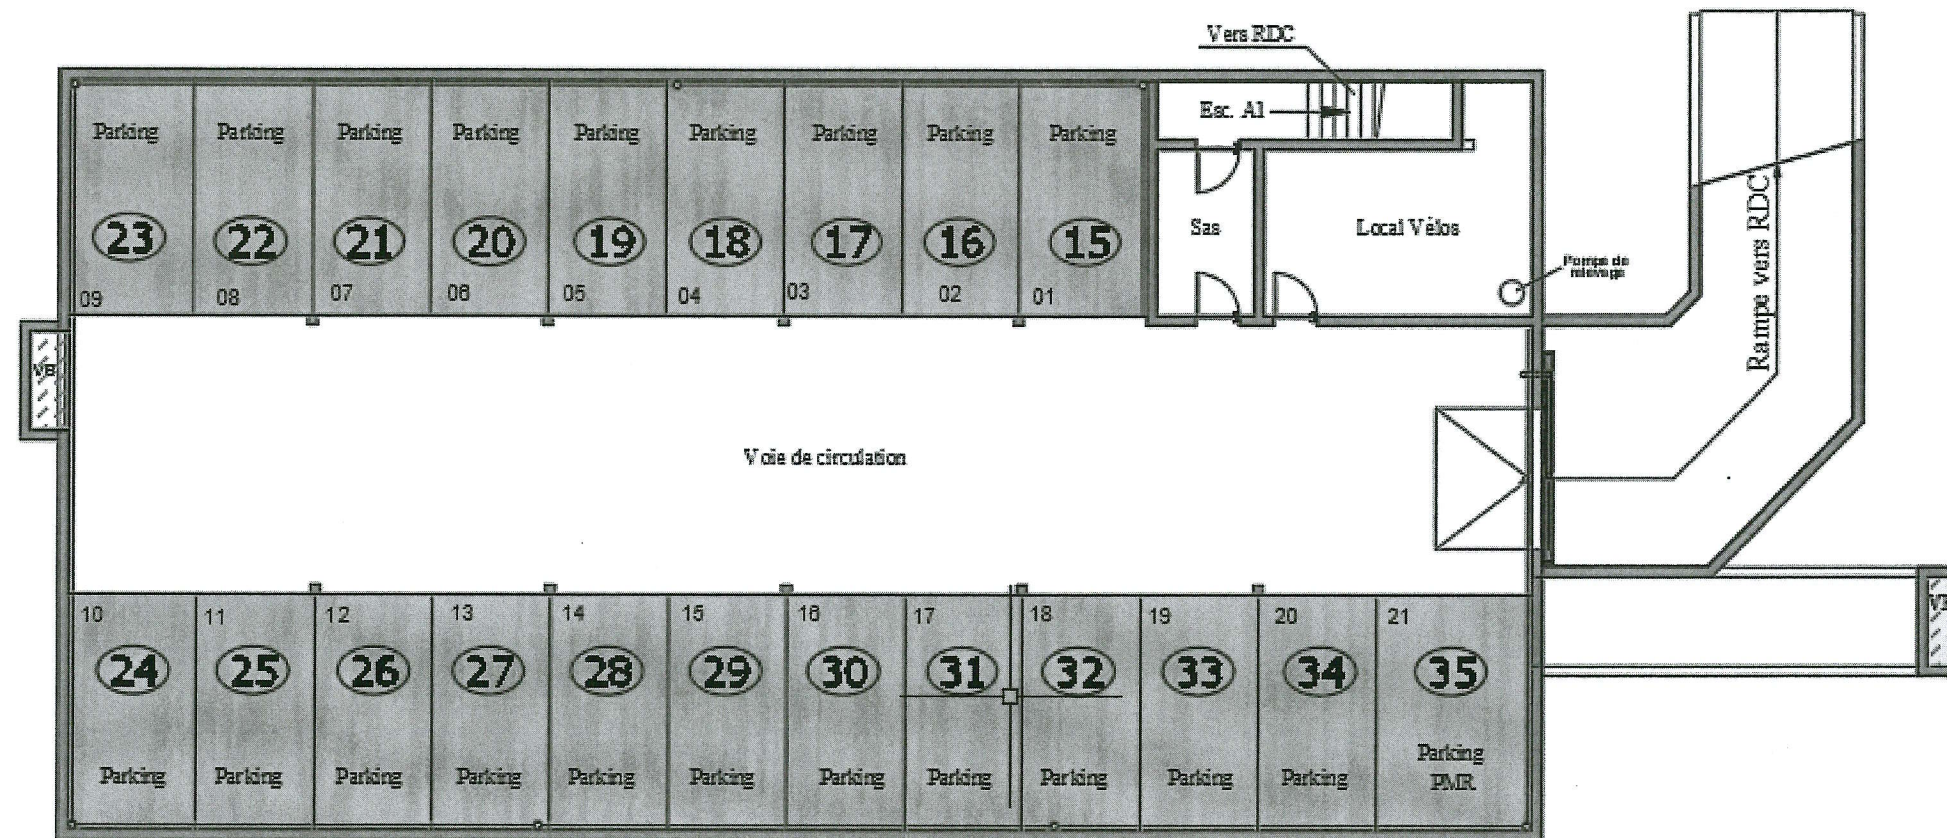 Vers RDC
Esc. A1
Parking Parking Parking Parking Parking Parking Parking Parking Parking
23 22 21 20 19 18 17 16 15
09 08 07 06 05 04 03 02 01
Sas
Local Vélos
Pompe de
relevage
Rampe vers RDC
VB
Voie de circulation
10 11 12 13 14 15 16 17 18 19 20 21
24 25 26 27 28 29 30 31 32 33 34 35
Parking Parking Parking Parking Parking Parking Parking Parking Parking Parking Parking Parking
PMR